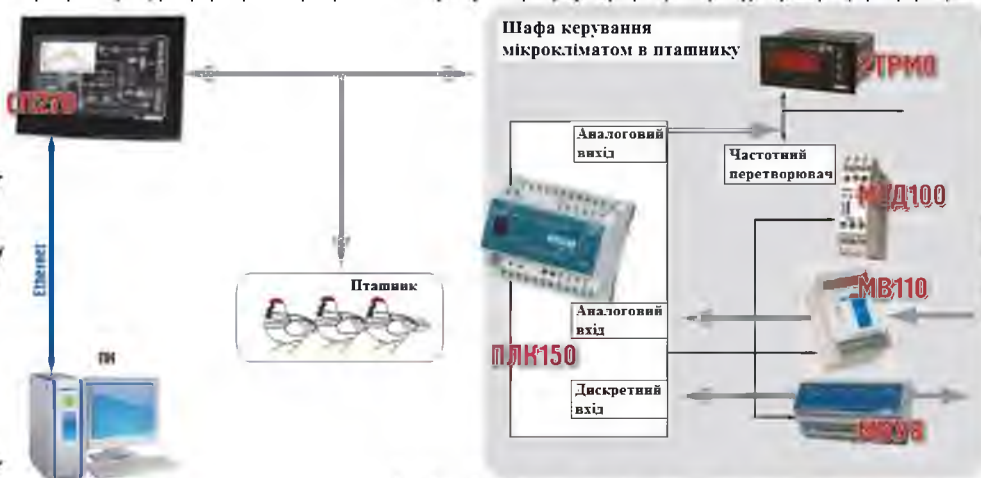 Шафа керування
мікрокліматом в пташнику
СП270
2ТРМ0
Аналоговий
вихід
Частотний
перетворювач
МУД100
Ethernet
Пташник
МВ110
Аналоговий
вхід
ПЛК150
ПК
Дискретний
вхід